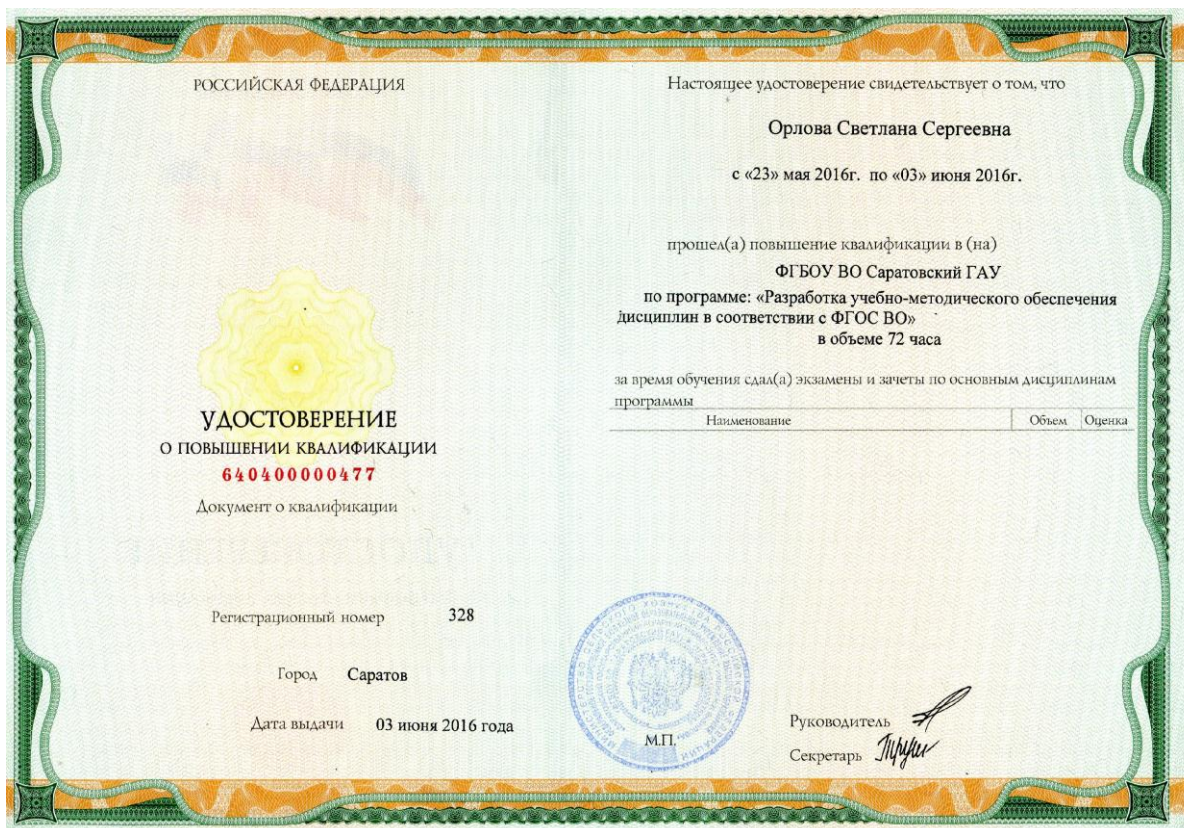 РОССИЙСКАЯ ФЕДЕРАЦИЯ
УДОСТОВЕРЕНИЕ
О ПОВЫШЕНИИ КВАЛИФИКАЦИИ
640400000477
Документ о квалификации
Регистрационный номер 328
Город Саратов
Дата выдачи 03 июня 2016 года
Настоящее удостоверение свидетельствует о том, что
Орлова Светлана Сергеевна
с «23» мая 2016г. по «03» июня 2016г.
прошел(а) повышение квалификации в (на)
ФГБОУ ВО Саратовский ГАУ
по программе: «Разработка учебно-методического обеспечения
дисциплин в соответствии с ФГОС ВО»
в объеме 72 часа
за время обучения сдал(а) экзамены и зачеты по основным дисциплинам
программы
Наименование Объем Оценка
М.П.
Руководитель
Секретарь